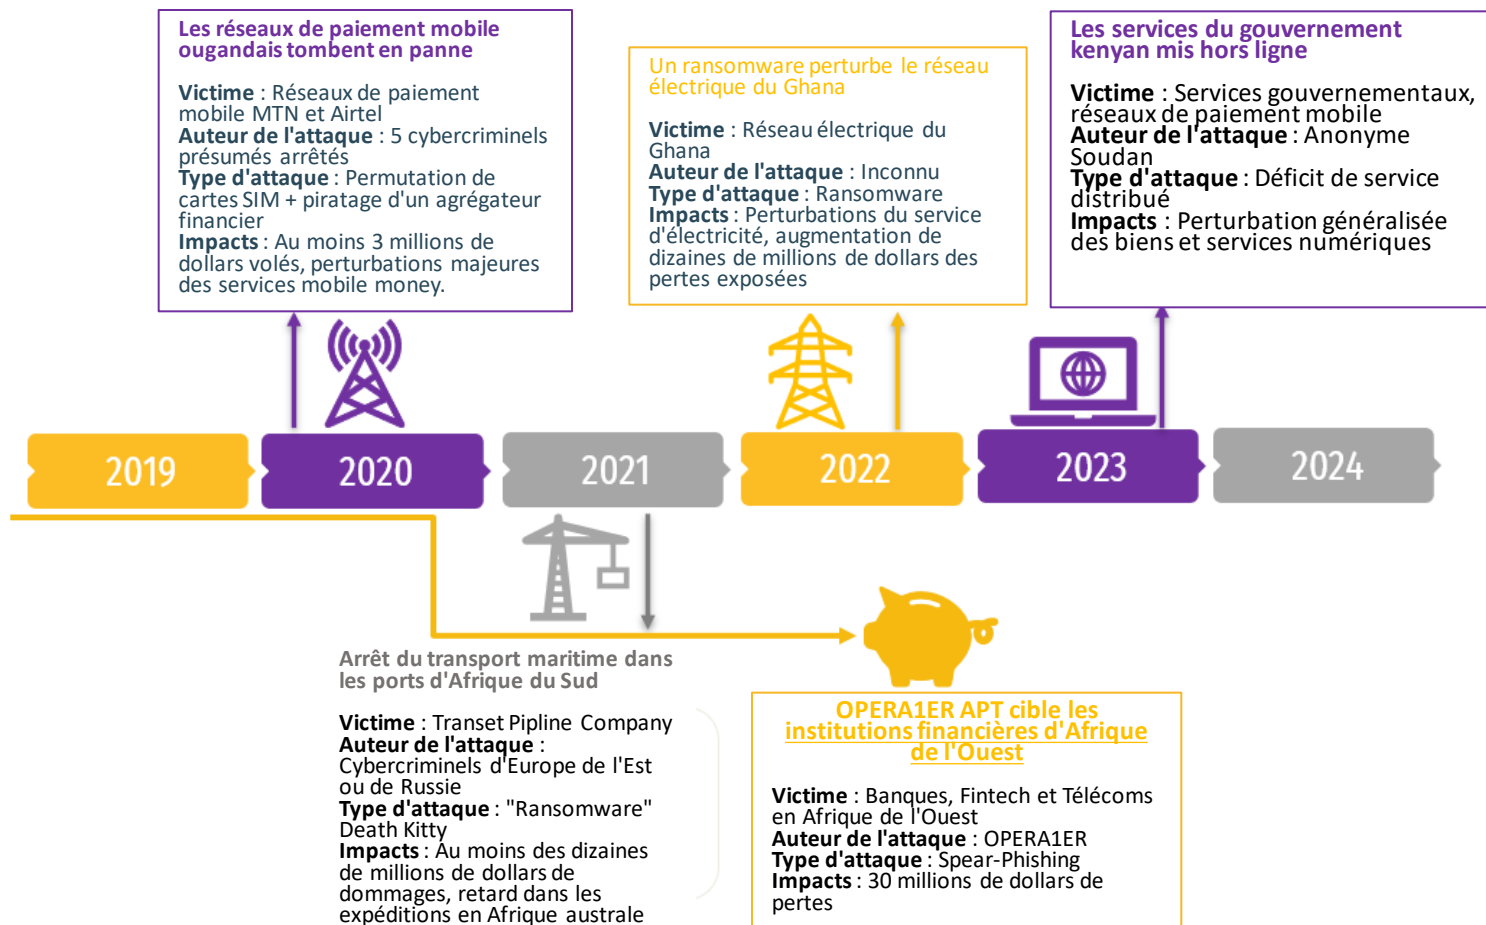 Les réseaux de paiement mobile
ougandais tombent en panne
Victime : Réseaux de paiement
mobile MTN et Airtel
Auteur de l'attaque : 5 cybercriminels
présumés arrêtés
Type d'attaque : Permutation de
cartes SIM + piratage d'un agrégateur
financier
Impacts : Au moins 3 millions de
dollars volés, perturbations majeures
des services mobile money.
Un ransomware perturbe le réseau
électrique du Ghana
Victime : Réseau électrique du
Ghana
Auteur de l'attaque : Inconnu
Type d'attaque : Ransomware
Impacts : Perturbations du service
d'électricité, augmentation de
dizaines de millions de dollars des
pertes exposées
Les services du gouvernement
kenyan mis hors ligne
Victime : Services gouvernementaux,
réseaux de paiement mobile
Auteur de l'attaque : Anonyme
Soudan
Type d'attaque : Déficit de service
distribué
Impacts : Perturbation généralisée
des biens et services numériques
2019
2020
2021
2022
2023
2024
Arrêt du transport maritime dans
les ports d'Afrique du Sud
Victime : Transet Pipline Company
Auteur de l'attaque :
Cybercriminels d'Europe de l'Est
ou de Russie
Type d'attaque : "Ransomware"
Death Kitty
Impacts : Au moins des dizaines
de millions de dollars de
dommages, retard dans les
expéditions en Afrique australe
OPERA1ER APT cible les
institutions financières d'Afrique
de l'Ouest
Victime : Banques, Fintech et Télécoms
en Afrique de l'Ouest
Auteur de l'attaque : OPERA1ER
Type d'attaque : Spear-Phishing
Impacts : 30 millions de dollars de
pertes